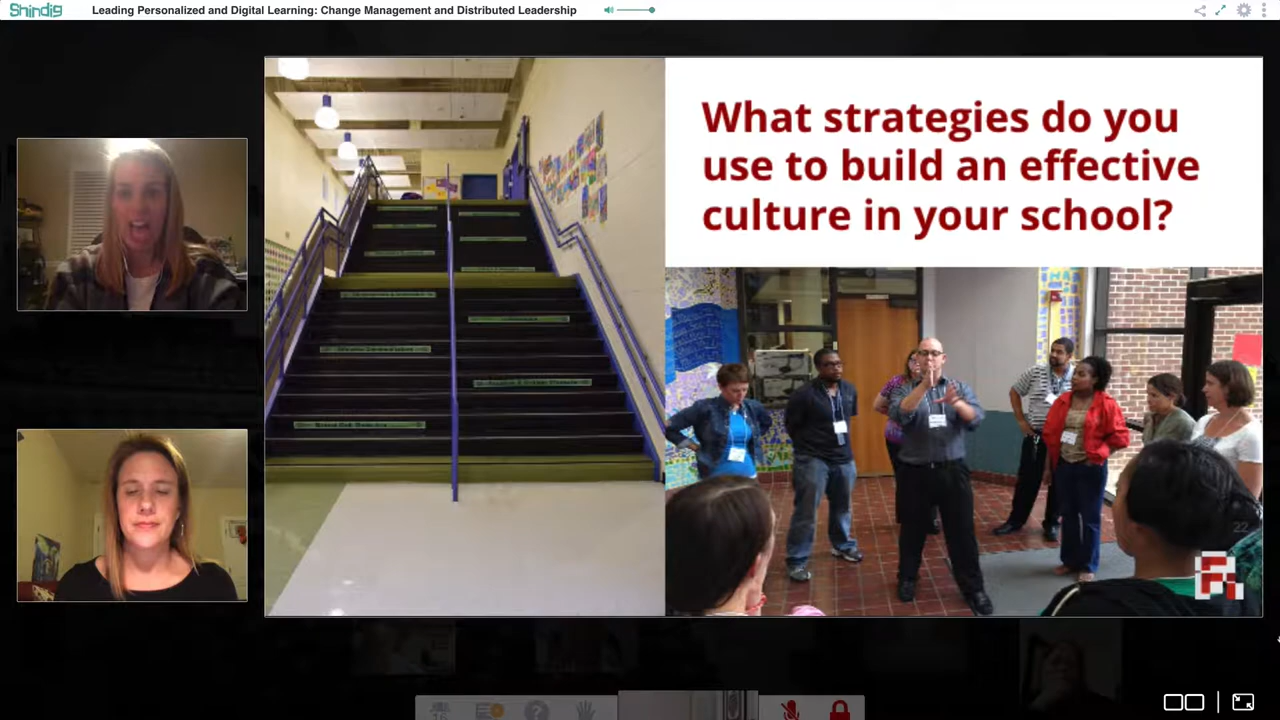 Shindig
Leading Personalized and Digital Learning: Change Management and Distributed Leadership
What strategies do you
use to build an effective
culture in your school?
22